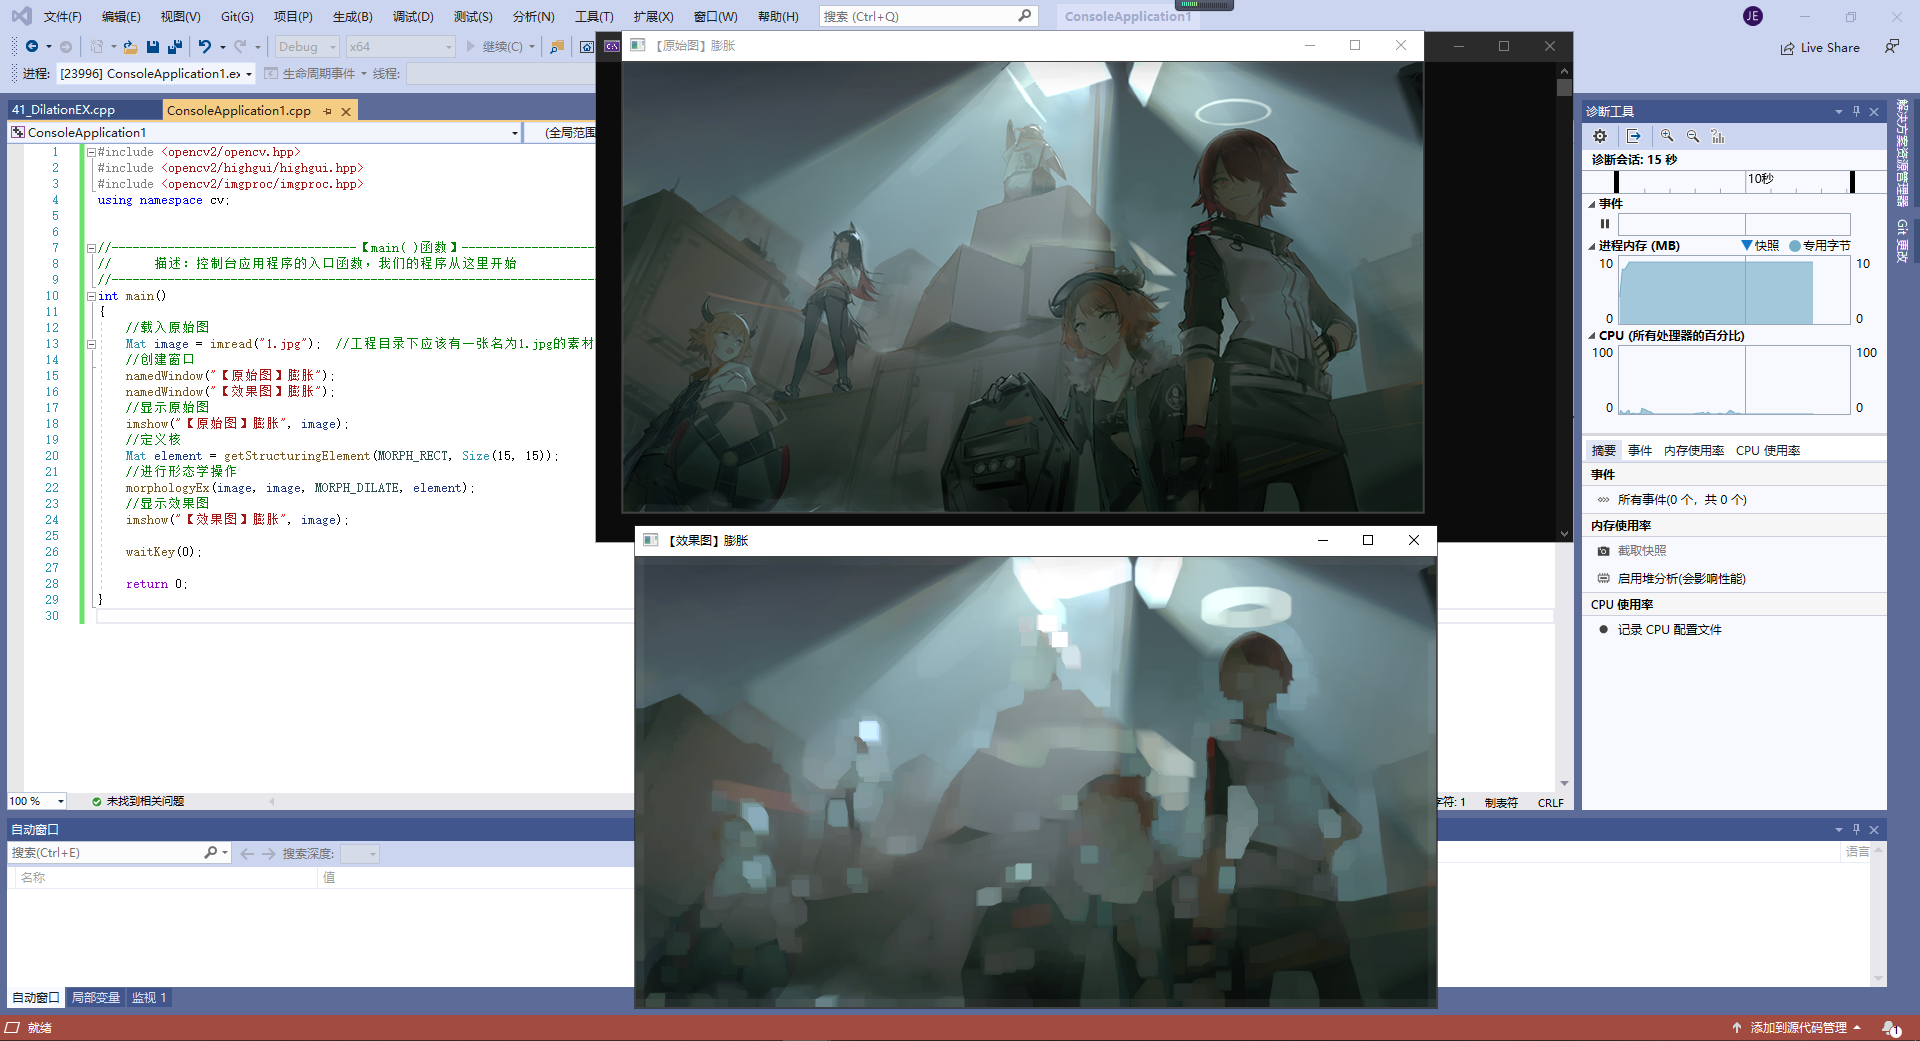 文件(F) 编辑(E) 视图(V) Git(G) 项目(P) 生成(B) 调试(D) 测试(S) 分析(N) 工具(T) 扩展(X) 窗口(W) 帮助(H) 搜索 (Ctrl+Q) ConsoleApplication1 JE
Debug x64 继续(C) Live Share
进程: [23996] ConsoleApplication1.ex 生命周期事件 线程:
41_DilationEX.cpp ConsoleApplication1.cpp
ConsoleApplication1 (全局范围
1 #include <opencv2/opencv.hpp>
2 #include <opencv2/highgui/highgui.hpp>
3 #include <opencv2/imgproc/imgproc.hpp>
4 using namespace cv;
5
6
7 //-----------------------------------【main( )函数】--------------------
8 // 描述：控制台应用程序的入口函数，我们的程序从这里开始
9 //----------------------------------------------------------------------
10 int main()
11 {
12 //载入原始图
13 Mat image = imread("1.jpg"); //工程目录下应该有一张名为1.jpg的素材
14 //创建窗口
15 namedWindow("【原始图】膨胀");
16 namedWindow("【效果图】膨胀");
17 //显示原始图
18 imshow("【原始图】膨胀", image);
19 //定义核
20 Mat element = getStructuringElement(MORPH_RECT, Size(15, 15));
21 //进行形态学操作
22 morphologyEx(image, image, MORPH_DILATE, element);
23 //显示效果图
24 imshow("【效果图】膨胀", image);
25
26 waitKey(0);
27
28 return 0;
29 }
30
100 % 未找到相关问题
字符: 1 制表符 CRLF
【原始图】膨胀
【效果图】膨胀
诊断工具
诊断会话: 15 秒
10秒
事件
进程内存 (MB) 快照 专用字节
10 10
0 0
CPU (所有处理器的百分比)
100 100
0 0
摘要 事件 内存使用率 CPU 使用率
事件
所有事件(0 个，共 0 个)
内存使用率
截取快照
启用堆分析(会影响性能)
CPU 使用率
记录 CPU 配置文件
解决方案资源管理器
Git 更改
自动窗口
搜索(Ctrl+E) 搜索深度:
名称 值 语言
自动窗口 局部变量 监视 1
就绪 添加到源代码管理 1